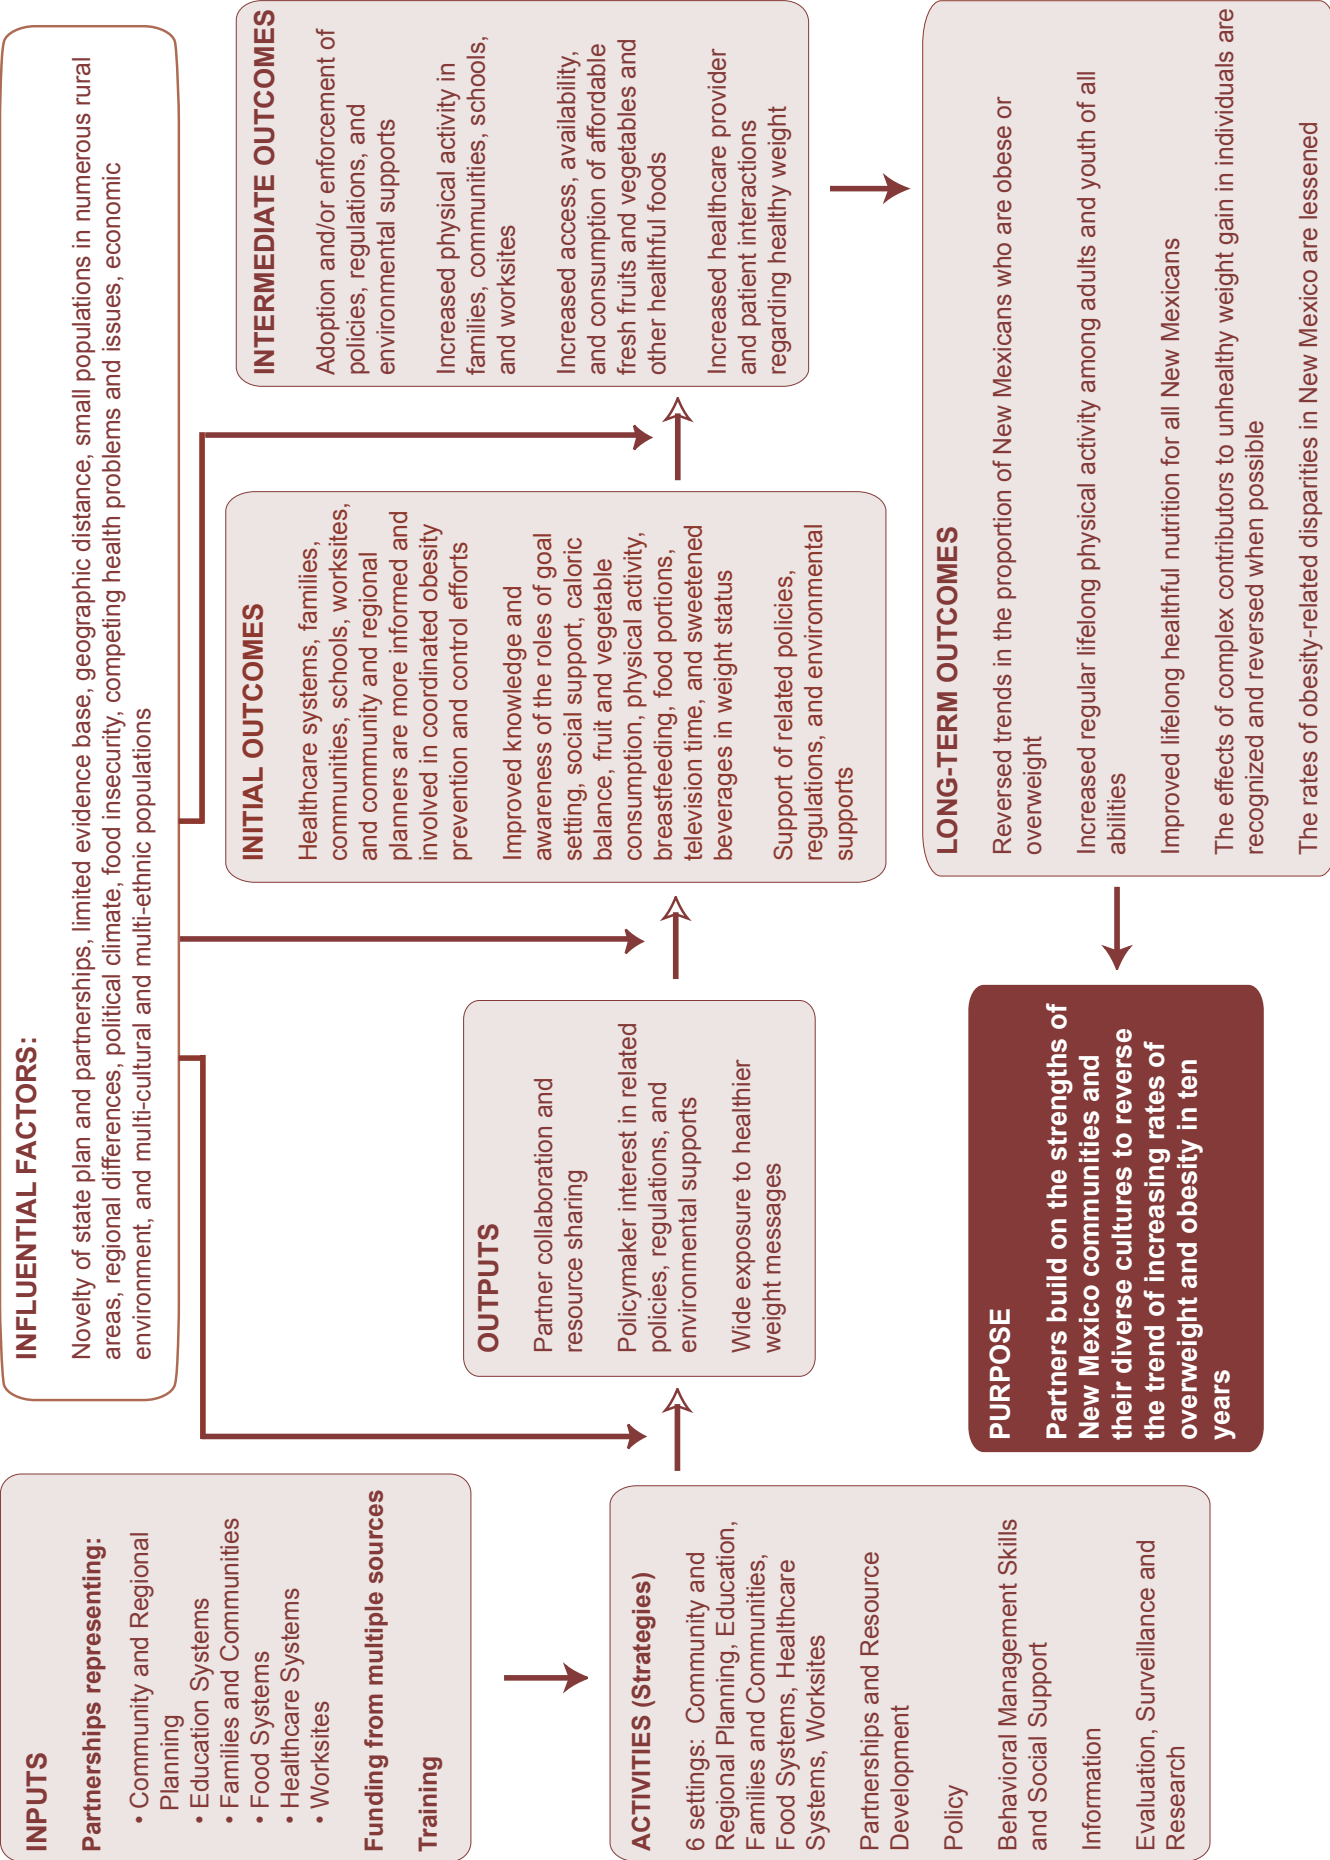 INPUTS
Partnerships representing:
• Community and Regional
Planning
• Education Systems
• Families and Communities
• Food Systems
• Healthcare Systems
• Worksites
Funding from multiple sources
Training
INFLUENTIAL FACTORS:
Novelty of state plan and partnerships, limited evidence base, geographic distance, small populations in numerous rural
areas, regional differences, political climate, food insecurity, competing health problems and issues, economic
environment, and multi-cultural and multi-ethnic populations
ACTIVITIES (Strategies)
6 settings: Community and
Regional Planning, Education,
Families and Communities,
Food Systems, Healthcare
Systems, Worksites
Partnerships and Resource
Development
Policy
Behavioral Management Skills
and Social Support
Information
Evaluation, Surveillance and
Research
OUTPUTS
Partner collaboration and
resource sharing
Policymaker interest in related
policies, regulations, and
environmental supports
Wide exposure to healthier
weight messages
INITIAL OUTCOMES
Healthcare systems, families,
communities, schools, worksites,
and community and regional
planners are more informed and
involved in coordinated obesity
prevention and control efforts
Improved knowledge and
awareness of the roles of goal
setting, social support, caloric
balance, fruit and vegetable
consumption, physical activity,
breastfeeding, food portions,
television time, and sweetened
beverages in weight status
Support of related policies,
regulations, and environmental
supports
INTERMEDIATE OUTCOMES
Adoption and/or enforcement of
policies, regulations, and
environmental supports
Increased physical activity in
families, communities, schools,
and worksites
Increased access, availability,
and consumption of affordable
fresh fruits and vegetables and
other healthful foods
Increased healthcare provider
and patient interactions
regarding healthy weight
LONG-TERM OUTCOMES
Reversed trends in the proportion of New Mexicans who are obese or
overweight
Increased regular lifelong physical activity among adults and youth of all
abilities
Improved lifelong healthful nutrition for all New Mexicans
The effects of complex contributors to unhealthy weight gain in individuals are
recognized and reversed when possible
The rates of obesity-related disparities in New Mexico are lessened
PURPOSE
Partners build on the strengths of
New Mexico communities and
their diverse cultures to reverse
the trend of increasing rates of
overweight and obesity in ten
years